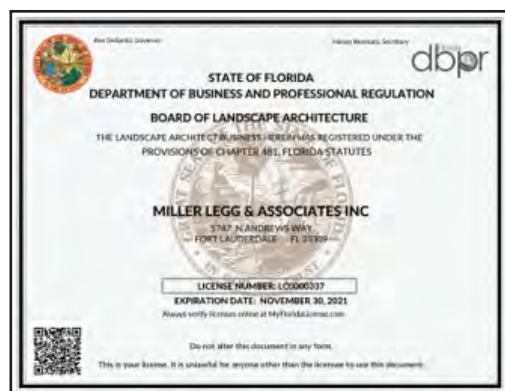 Ron DeSantis, Governor
Halsey Beshears, Secretary
dbpr
STATE OF FLORIDA
DEPARTMENT OF BUSINESS AND PROFESSIONAL REGULATION
BOARD OF LANDSCAPE ARCHITECTURE
THE LANDSCAPE ARCHITECT BUSINESS HEREIN HAS REGISTERED UNDER THE
PROVISIONS OF CHAPTER 481, FLORIDA STATUTES
MILLER LEGG & ASSOCIATES INC
5747 N ANDREWS WAY
FORT LAUDERDALE FL 33309
LICENSE NUMBER: LC0000337
EXPIRATION DATE: NOVEMBER 30, 2021
Always verify licenses online at MyFloridaLicense.com
Do not alter this document in any form.
This is your license. It is unlawful for anyone other than the licensee to use this document.